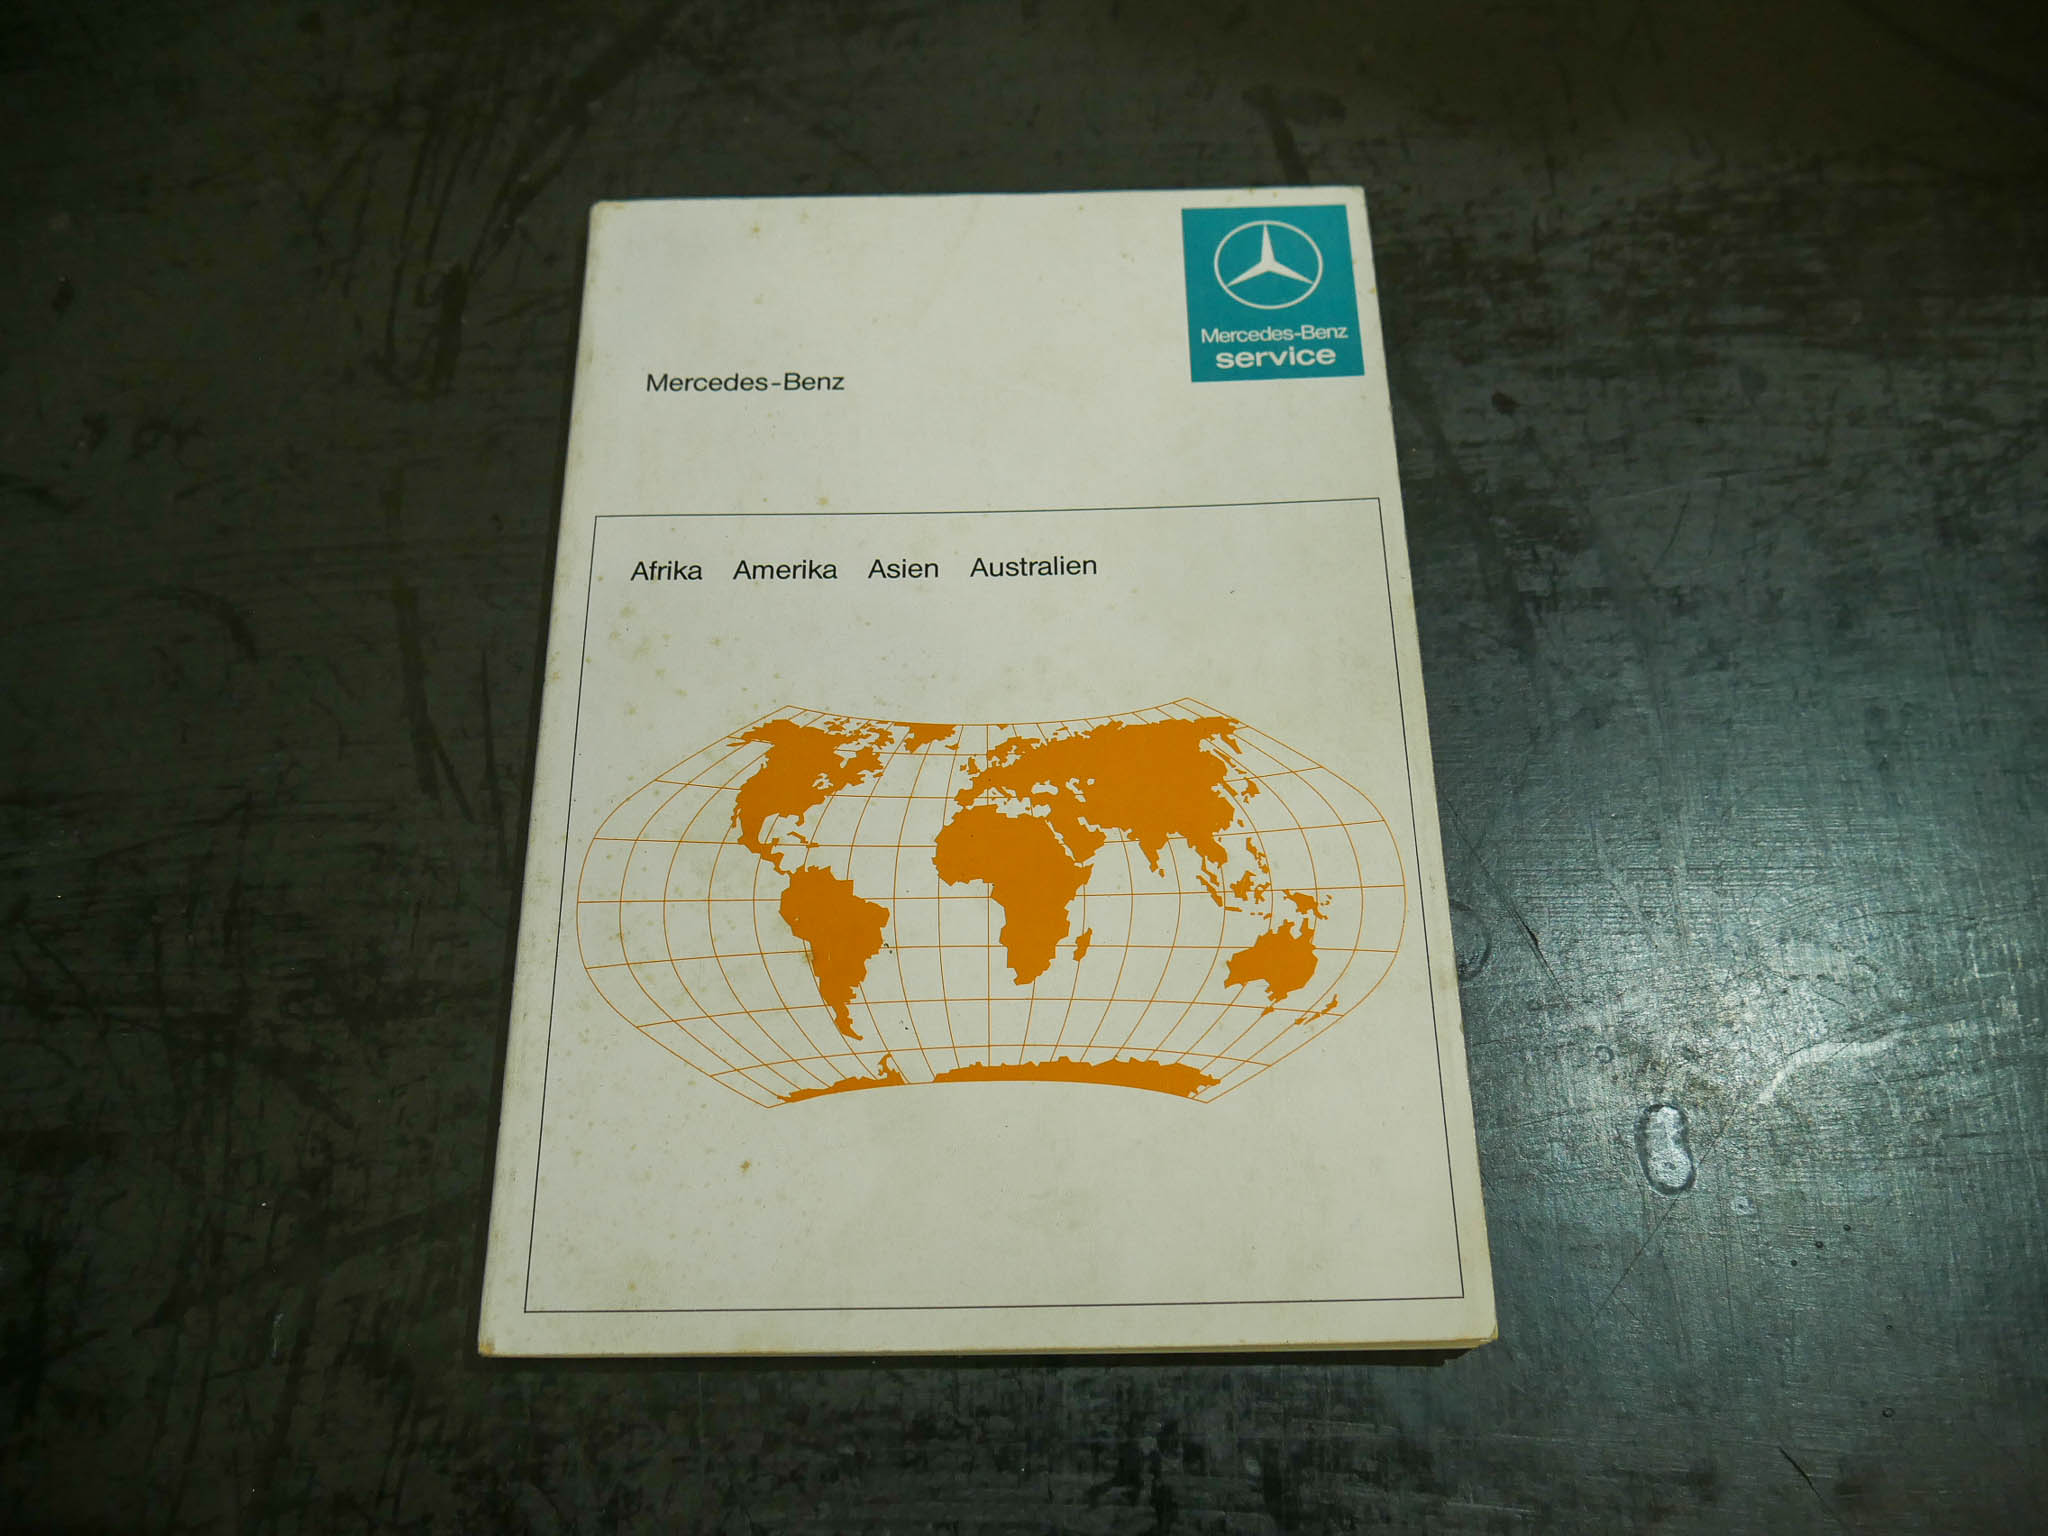 Mercedes-Benz
service
Mercedes-Benz
Afrika Amerika Asien Australien